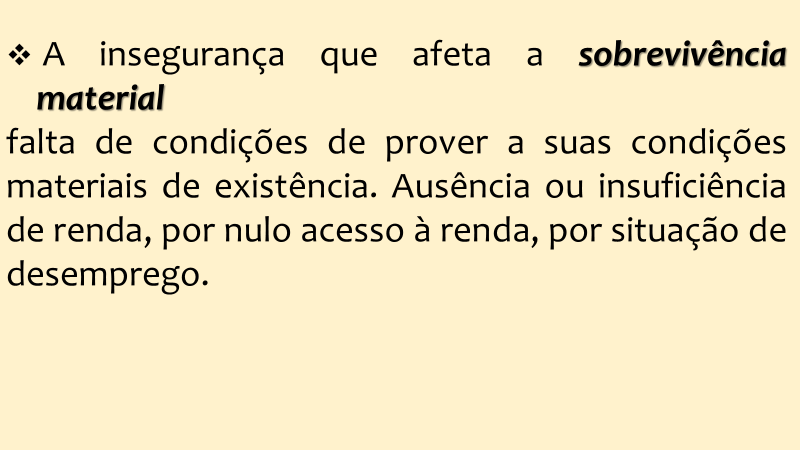 ❖ A insegurança que afeta a sobrevivência
material
falta de condições de prover a suas condições
materiais de existência. Ausência ou insuficiência
de renda, por nulo acesso à renda, por situação de
desemprego.